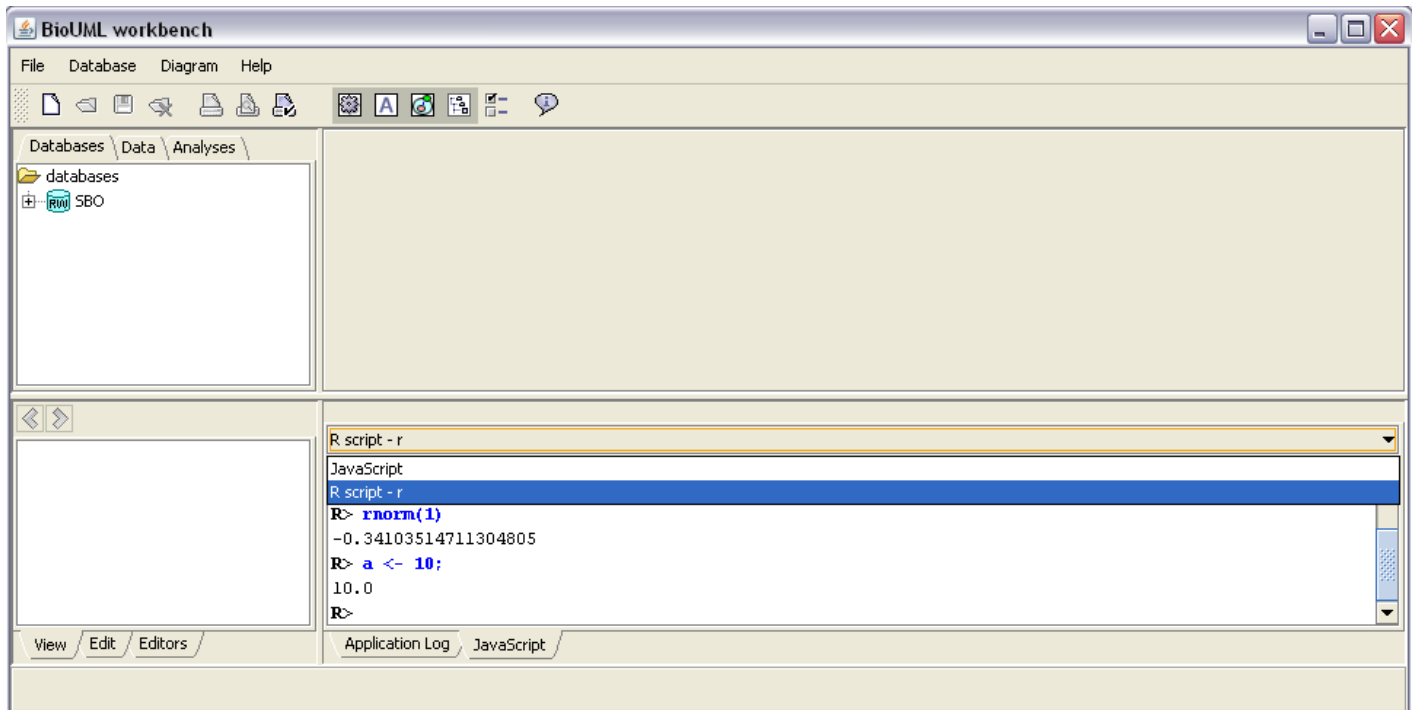 BioUML workbench
File Database Diagram Help
A
Databases Data Analyses
databases
RW SBO
R script - r
JavaScript
R script - r
R> rnorm(1)
-0.34103514711304805
R> a <- 10;
10.0
R>
View Edit Editors
Application Log JavaScript